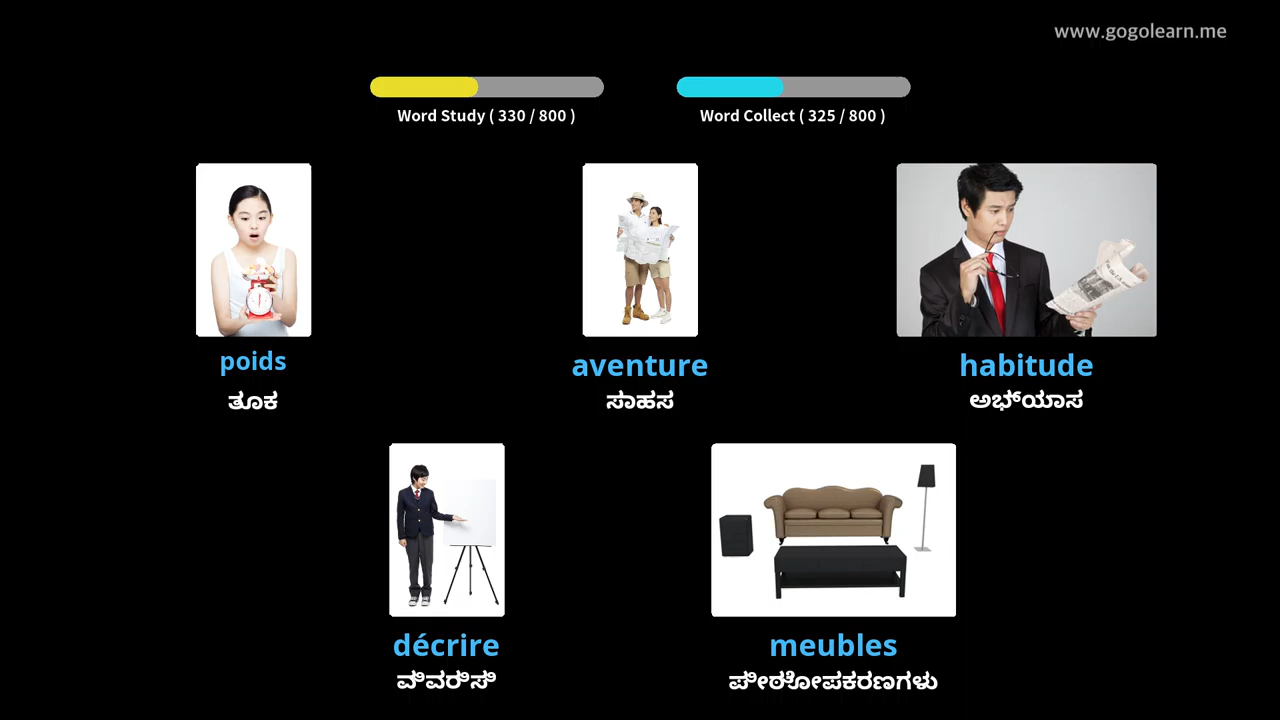 www.gogolearn.me
Word Study ( 330 / 800 )
Word Collect ( 325 / 800 )
poids
ತೂಕ
aventure
ಸಾಹಸ
habitude
ಅಭ್ಯಾಸ
décrire
ವಿವರಿಸಿ
meubles
ಪೀಠೋಪಕರಣಗಳು